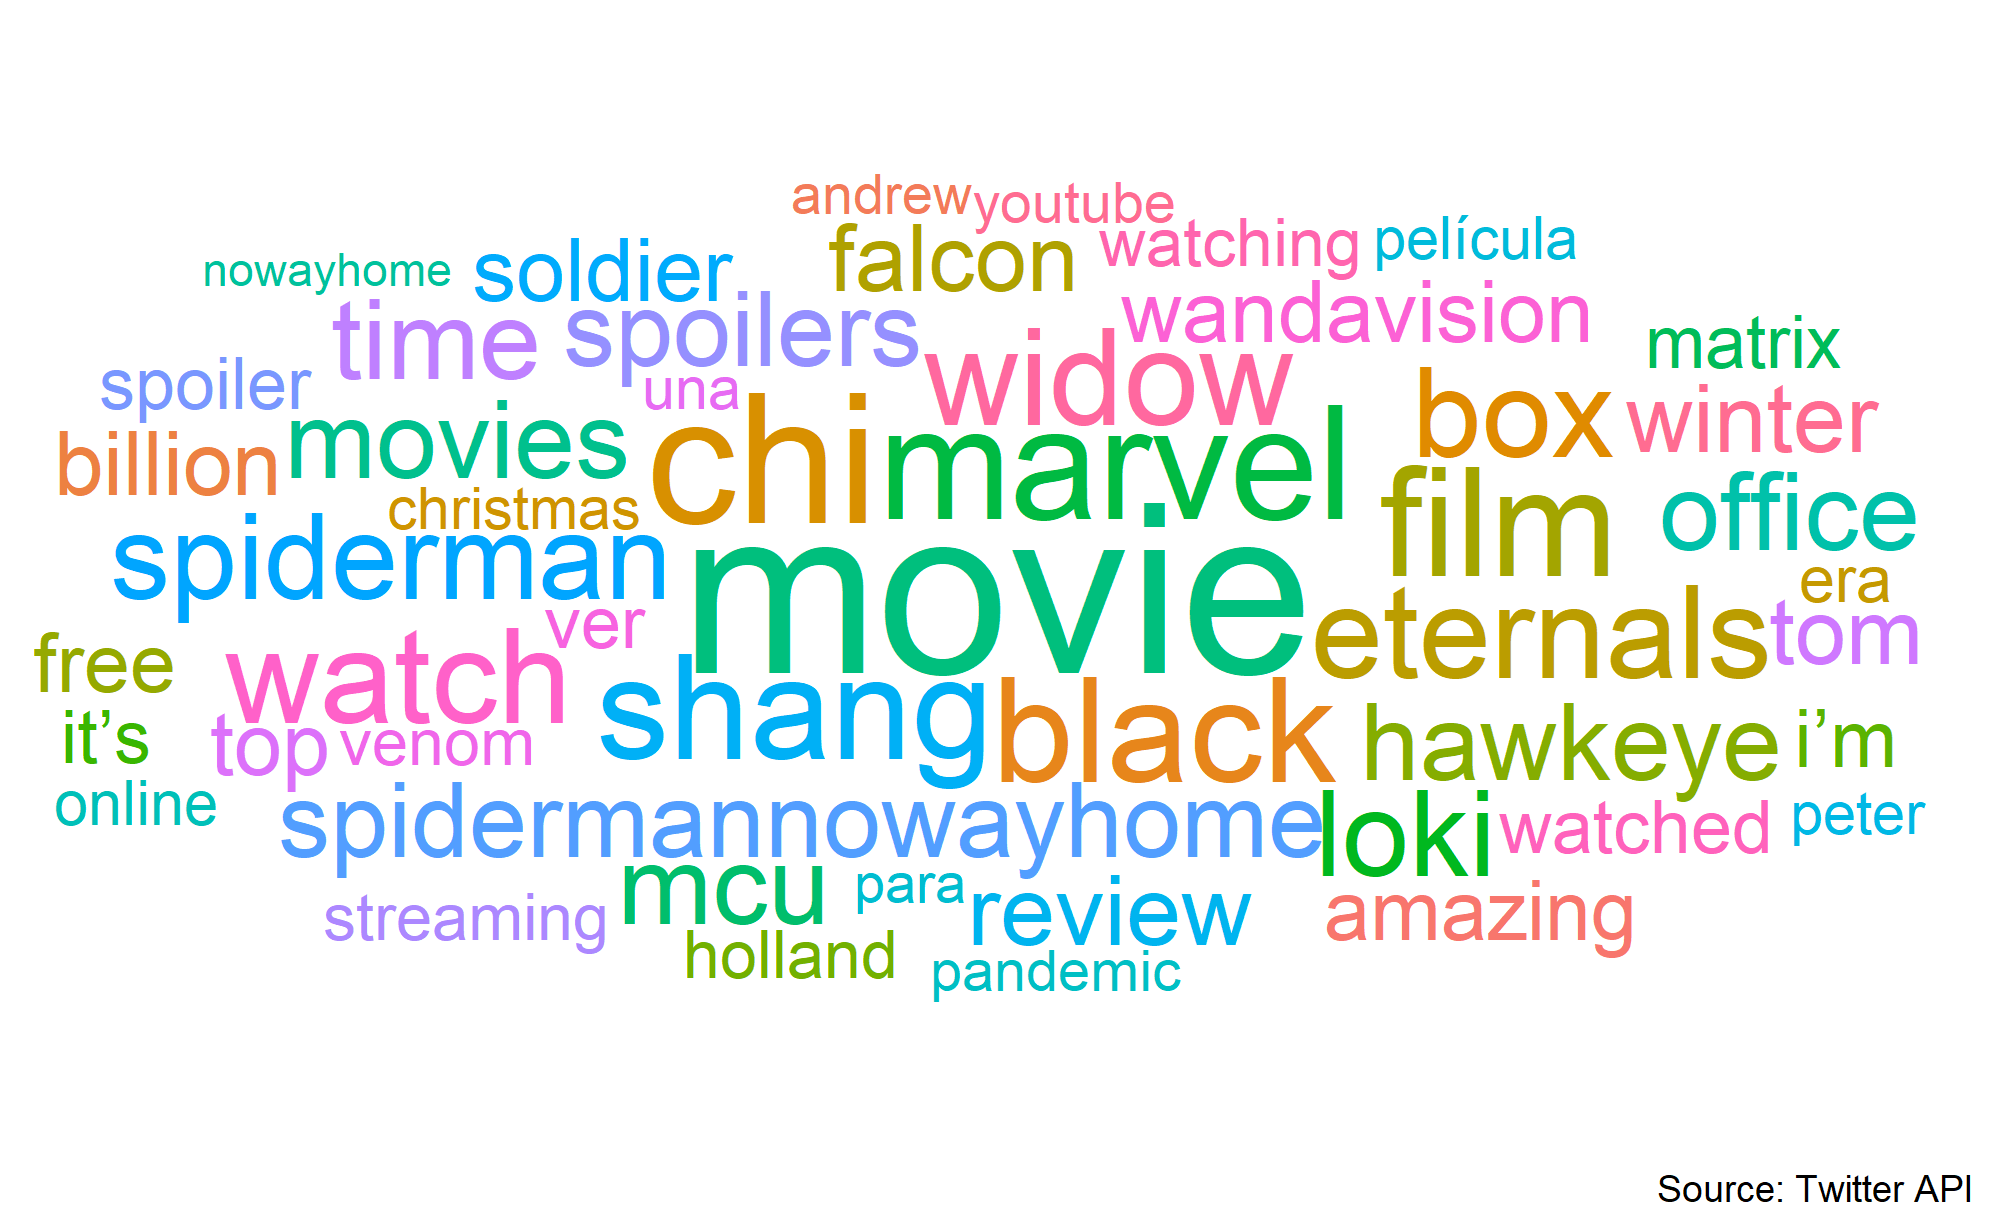 andrew youtube
nowayhome soldier falcon watching película
time spoilers wandavision
spoiler una widow matrix
billion movies chi marvel box winter
christmas film office
spiderman movie era
free watch ver eternals tom
it’s top venom shang black hawkeye i’m
online spidermannowayhome loki watched peter
streaming mcu para review amazing
holland pandemic
Source: Twitter API